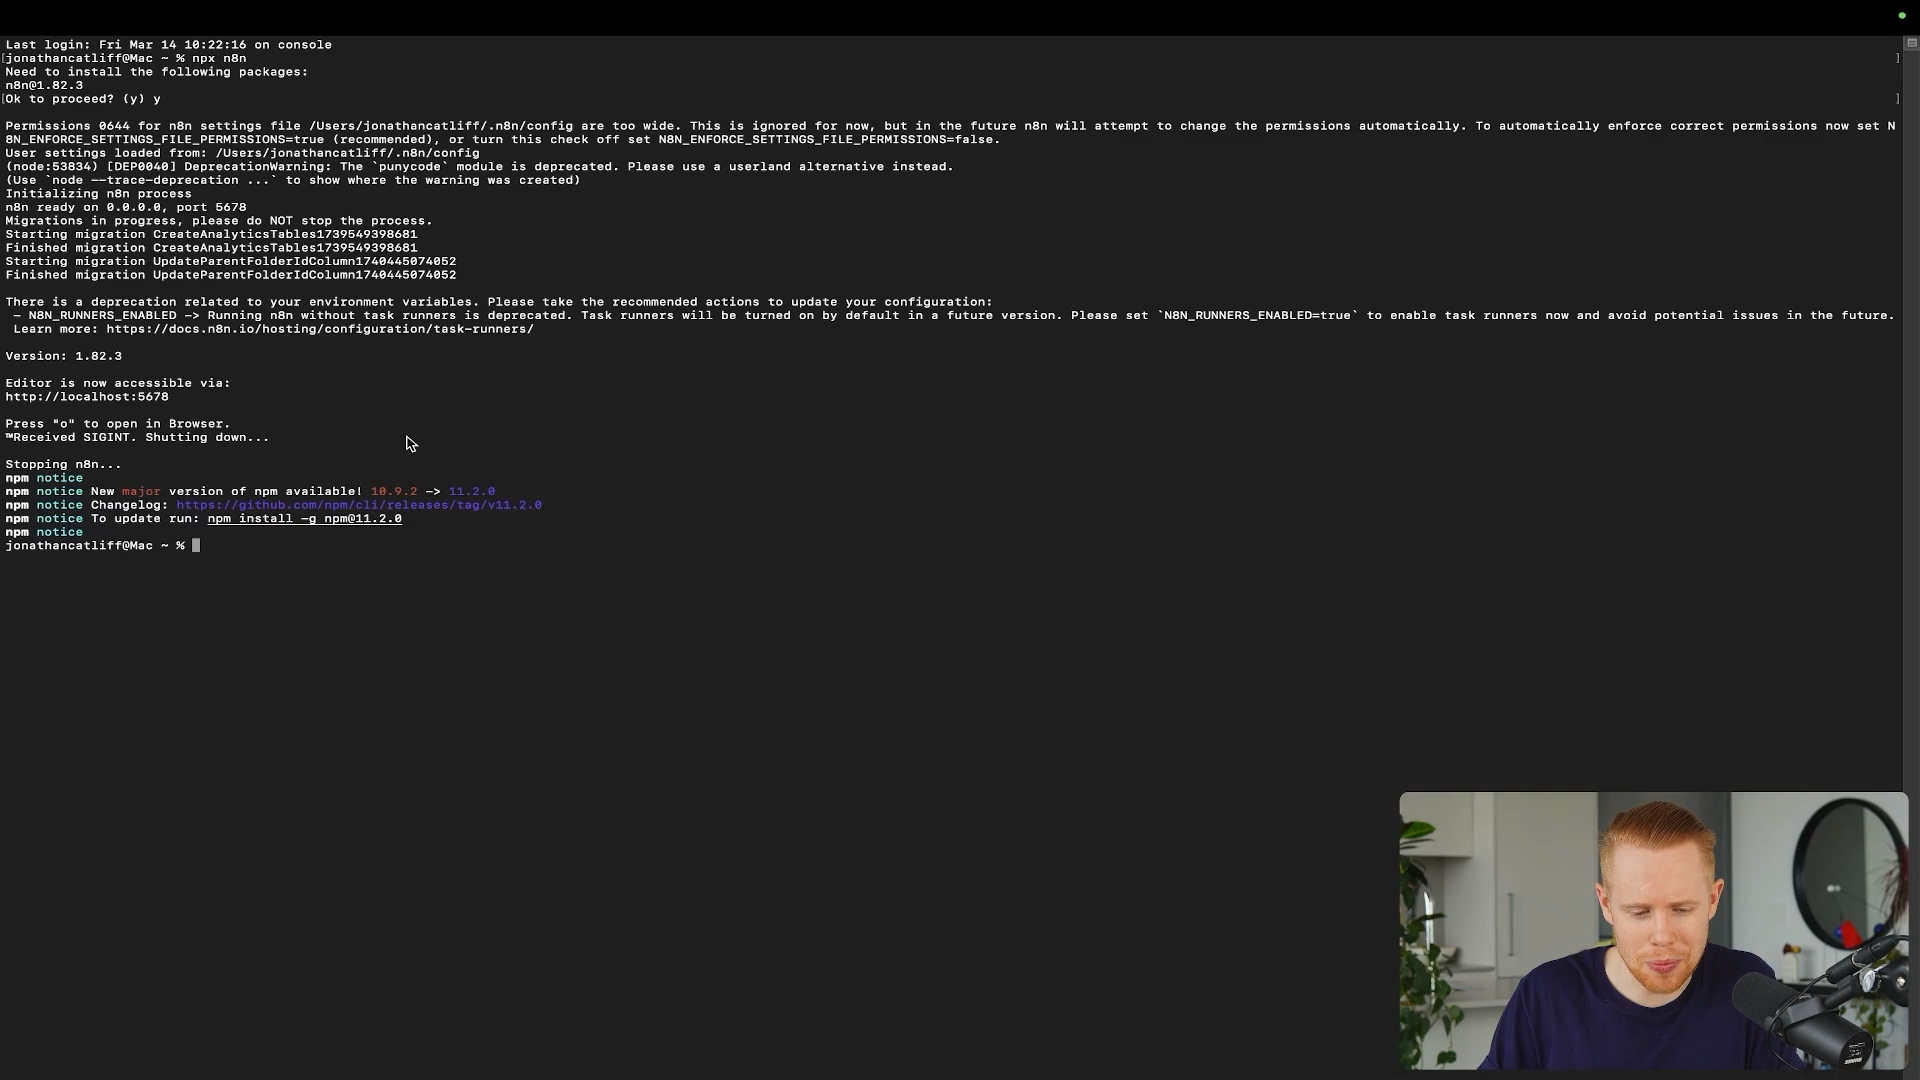 Last login: Fri Mar 14 10:22:16 on console
[jonathancatliff@Mac ~ % npx n8n ]
Need to install the following packages:
n8n@1.82.3
[Ok to proceed? (y) y ]
Permissions 0644 for n8n settings file /Users/jonathancatliff/.n8n/config are too wide. This is ignored for now, but in the future n8n will attempt to change the permissions automatically. To automatically enforce correct permissions now set N
8N_ENFORCE_SETTINGS_FILE_PERMISSIONS=true (recommended), or turn this check off set N8N_ENFORCE_SETTINGS_FILE_PERMISSIONS=false.
User settings loaded from: /Users/jonathancatliff/.n8n/config
(node:53834) [DEP0040] DeprecationWarning: The `punycode` module is deprecated. Please use a userland alternative instead.
(Use `node --trace-deprecation ...` to show where the warning was created)
Initializing n8n process
n8n ready on 0.0.0.0, port 5678
Migrations in progress, please do NOT stop the process.
Starting migration CreateAnalyticsTables1739549398681
Finished migration CreateAnalyticsTables1739549398681
Starting migration UpdateParentFolderIdColumn1740445074052
Finished migration UpdateParentFolderIdColumn1740445074052
There is a deprecation related to your environment variables. Please take the recommended actions to update your configuration:
- N8N_RUNNERS_ENABLED -> Running n8n without task runners is deprecated. Task runners will be turned on by default in a future version. Please set `N8N_RUNNERS_ENABLED=true` to enable task runners now and avoid potential issues in the future.
Learn more: https://docs.n8n.io/hosting/configuration/task-runners/
Version: 1.82.3
Editor is now accessible via:
http://localhost:5678
Press "o" to open in Browser.
™Received SIGINT. Shutting down...
Stopping n8n...
npm notice
npm notice New major version of npm available! 10.9.2 -> 11.2.0
npm notice Changelog: https://github.com/npm/cli/releases/tag/v11.2.0
npm notice To update run: npm install -g npm@11.2.0
npm notice
jonathancatliff@Mac ~ %